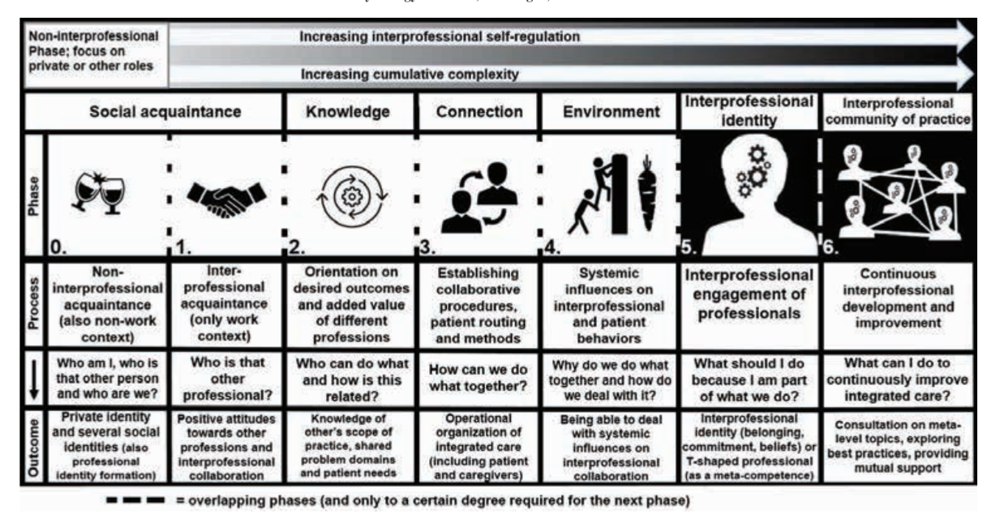 Non-interprofessional
Phase; focus on
private or other roles
Increasing interprofessional self-regulation
Increasing cumulative complexity
Social acquaintance
Knowledge
Connection
Environment
Interprofessional
identity
Interprofessional
community of practice
Phase
0.
1.
2.
3.
4.
5.
6.
Process
Non-
interprofessional
acquaintance
(also non-work
context)
Inter-
professional
acquaintance
(only work
context)
Orientation on
desired outcomes
and added value
of different
professions
Establishing
collaborative
procedures,
patient routing
and methods
Systemic
influences on
interprofessional
and patient
behaviors
Interprofessional
engagement of
professionals
Continuous
interprofessional
development and
improvement
Who am I, who is
that other person
and who are we?
Who is that
other
professional?
Who can do what
and how is this
related?
How can we do
what together?
Why do we do what
together and how do
we deal with it?
What should I do
because I am part
of what we do?
What can I do to
continuously improve
integrated care?
Outcome
Private identity
and several social
identities (also
professional
identity formation)
Positive attitudes
towards other
professions and
interprofessional
collaboration
Knowledge of
other's scope of
practice, shared
problem domains
and patient needs
Operational
organization of
integrated care
(including patient
and caregivers)
Being able to deal
with systemic
influences on
interprofessional
collaboration
Interprofessional
identity (belonging,
commitment, beliefs) or
T-shaped professional
(as a meta-competence)
Consultation on meta-
level topics, exploring
best practices, providing
mutual support
= overlapping phases (and only to a certain degree required for the next phase)